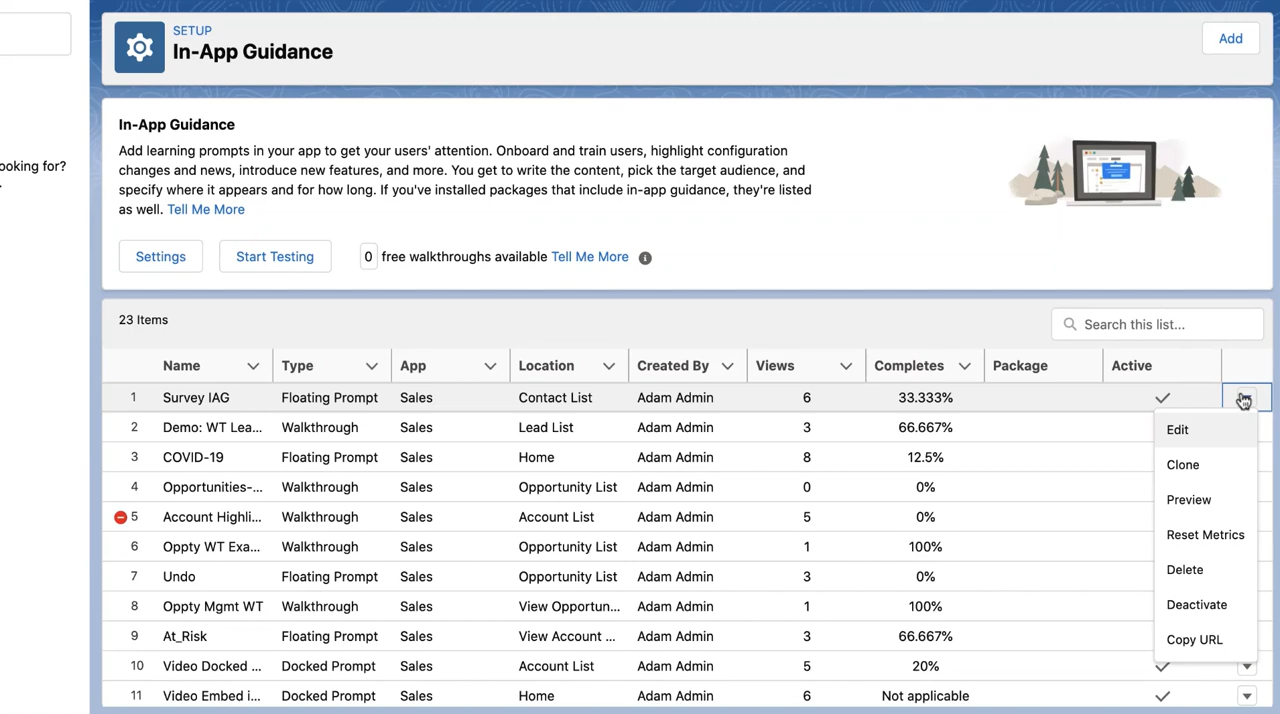 SETUP
In-App Guidance
Add
ooking for?
In-App Guidance
Add learning prompts in your app to get your users' attention. Onboard and train users, highlight configuration
changes and news, introduce new features, and more. You get to write the content, pick the target audience, and
specify where it appears and for how long. If you've installed packages that include in-app guidance, they're listed
as well. Tell Me More
Settings Start Testing 0 free walkthroughs available Tell Me More
23 Items Search this list...
Name Type App Location Created By Views Completes Package Active
1 Survey IAG Floating Prompt Sales Contact List Adam Admin 6 33.333%
2 Demo: WT Lea... Walkthrough Sales Lead List Adam Admin 3 66.667%
3 COVID-19 Floating Prompt Sales Home Adam Admin 8 12.5%
4 Opportunities-... Walkthrough Sales Opportunity List Adam Admin 0 0%
5 Account Highli... Walkthrough Sales Account List Adam Admin 5 0%
6 Oppty WT Exa... Walkthrough Sales Opportunity List Adam Admin 1 100%
7 Undo Floating Prompt Sales Opportunity List Adam Admin 3 0%
8 Oppty Mgmt WT Walkthrough Sales View Opportun... Adam Admin 1 100%
9 At_Risk Floating Prompt Sales View Account ... Adam Admin 3 66.667%
10 Video Docked ... Docked Prompt Sales Account List Adam Admin 5 20%
11 Video Embed i... Docked Prompt Sales Home Adam Admin 6 Not applicable
Edit
Clone
Preview
Reset Metrics
Delete
Deactivate
Copy URL